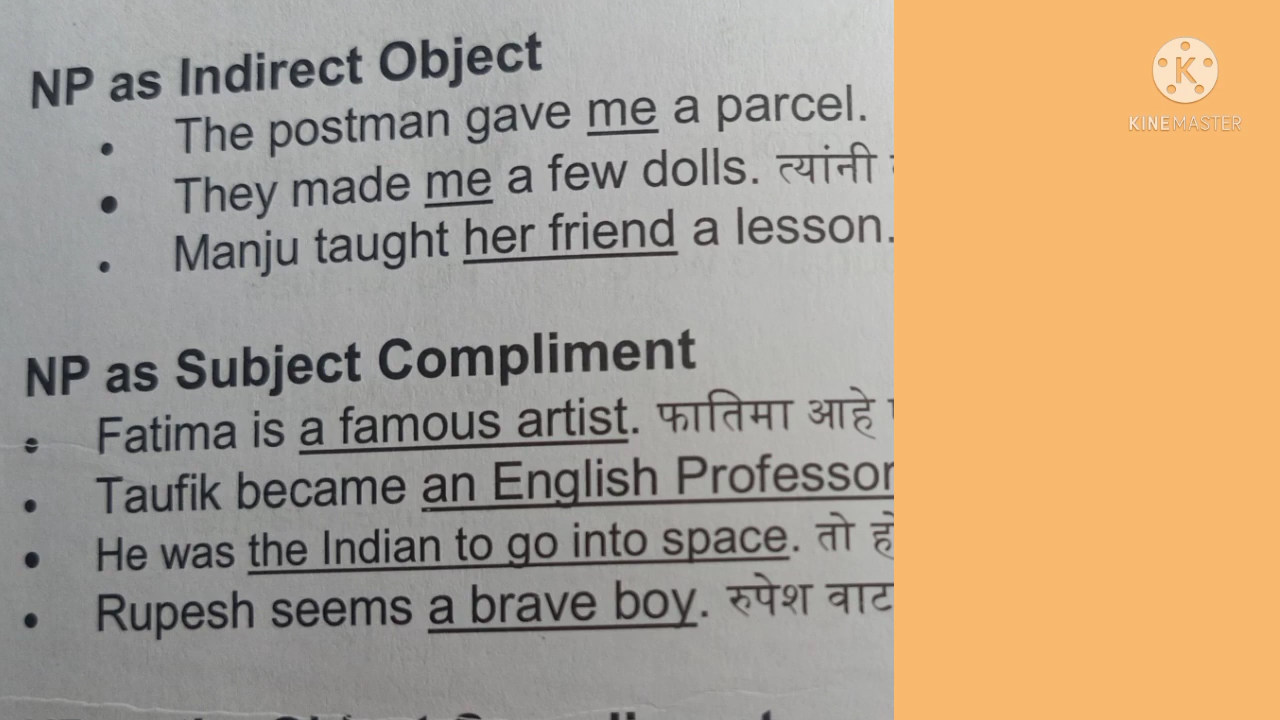 NP as Indirect Object
• The postman gave me a parcel.
• They made me a few dolls. त्यांनी
• Manju taught her friend a lesson.
NP as Subject Compliment
• Fatima is a famous artist. फातिमा आहे
• Taufik became an English Professor
• He was the Indian to go into space. तो
• Rupesh seems a brave boy. रुपेश वाट
K
KINEMASTER